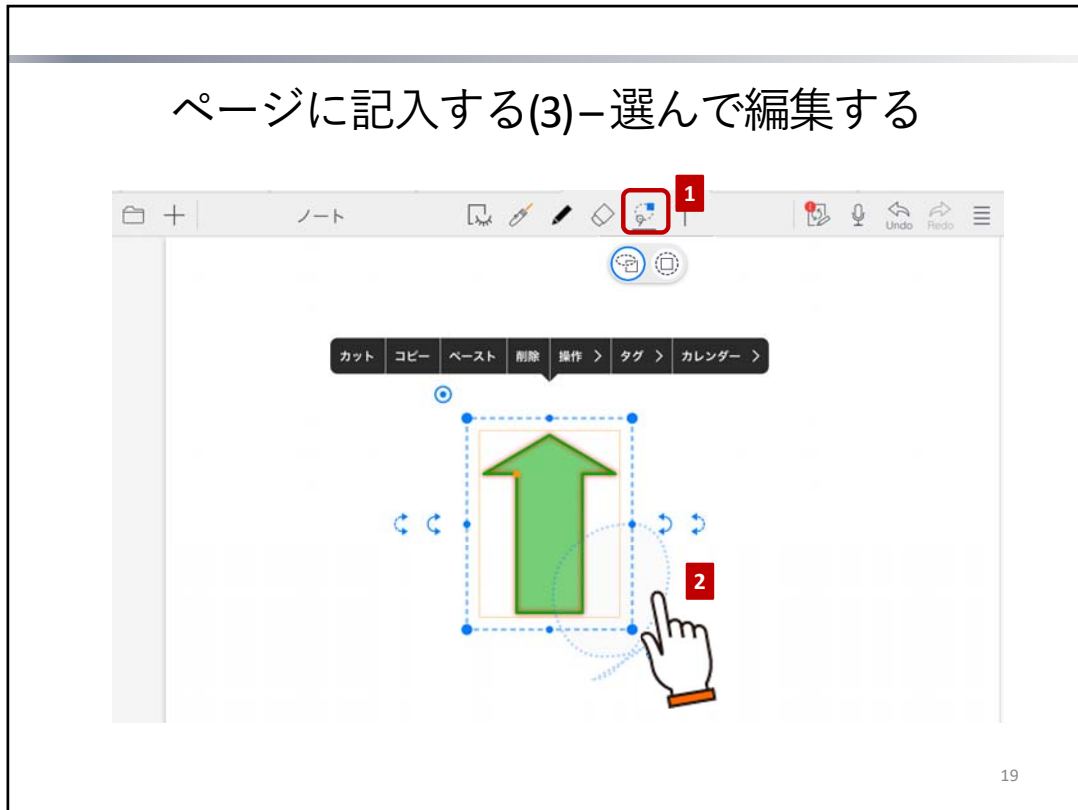 ページに記入する(3)–選んで編集する
1
ノート
Undo
Redo
カット コピー ペースト 削除 操作 > タグ > カレンダー >
2
19